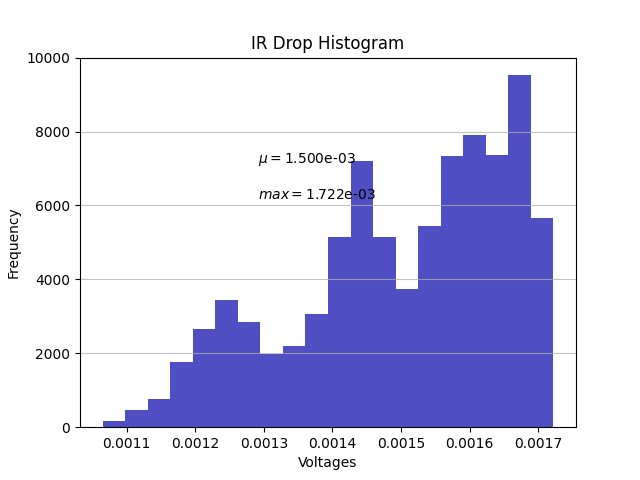 IR Drop Histogram
10000
8000
6000
4000
2000
0
Frequency
μ = 1.500e-03
max = 1.722e-03
0.0011 0.0012 0.0013 0.0014 0.0015 0.0016 0.0017
Voltages